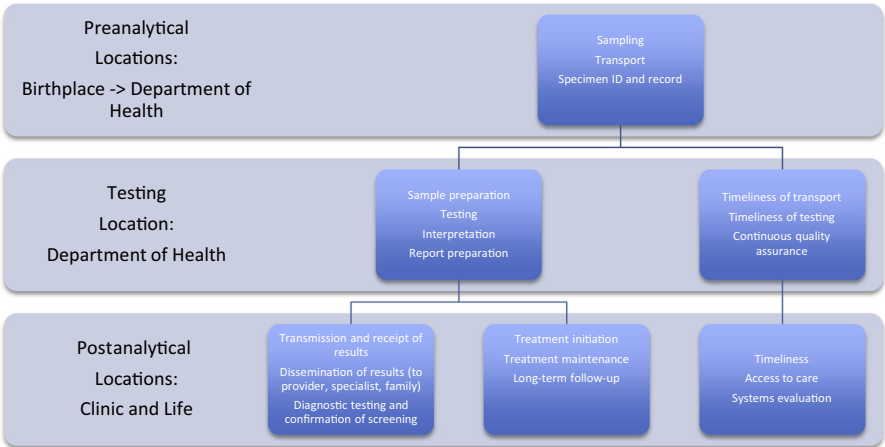 Preanalytical
Locations:
Birthplace -> Department of
Health
Sampling
Transport
Specimen ID and record
Testing
Location:
Department of Health
Sample preparation
Testing
Interpretation
Report preparation
Timeliness of transport
Timeliness of testing
Continuous quality
assurance
Postanalytical
Locations:
Clinic and Life
Transmission and receipt of
results
Dissemination of results (to
provider, specialist, family)
Diagnostic testing and
confirmation of screening
Treatment initiation
Treatment maintenance
Long-term follow-up
Timeliness
Access to care
Systems evaluation